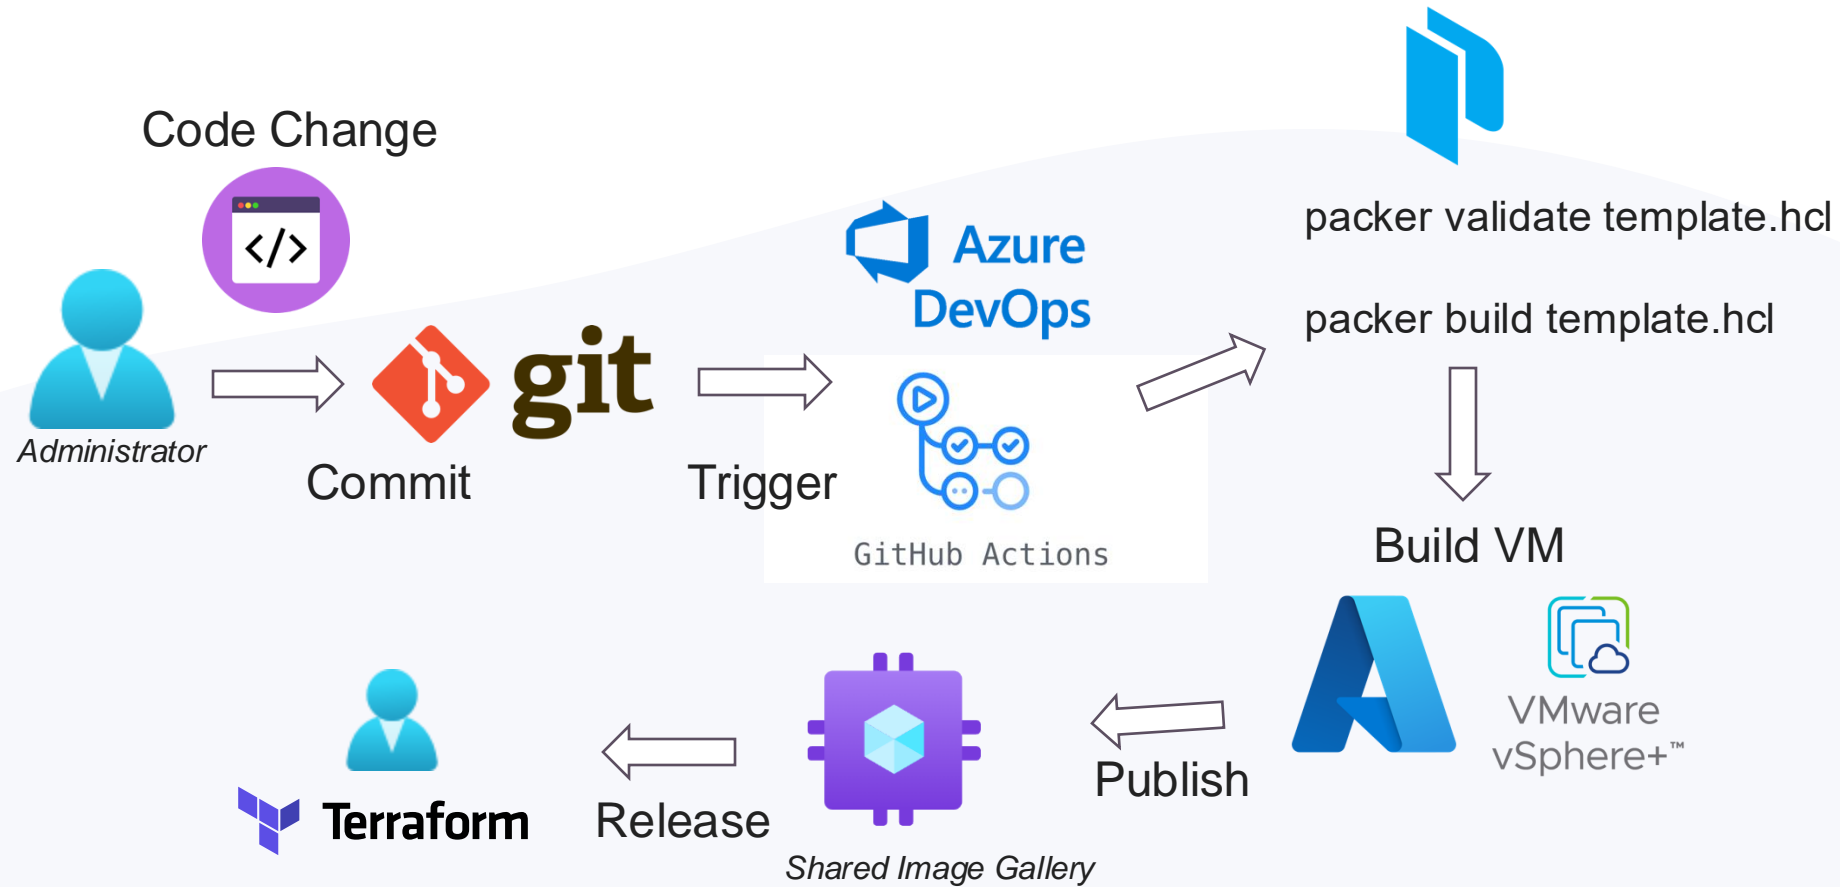 Code Change
</>
Administrator
git
Commit
Trigger
Azure
DevOps
GitHub Actions
packer validate template.hcl
packer build template.hcl
Build VM
VMware
vSphere+™
Publish
Shared Image Gallery
Release
Terraform